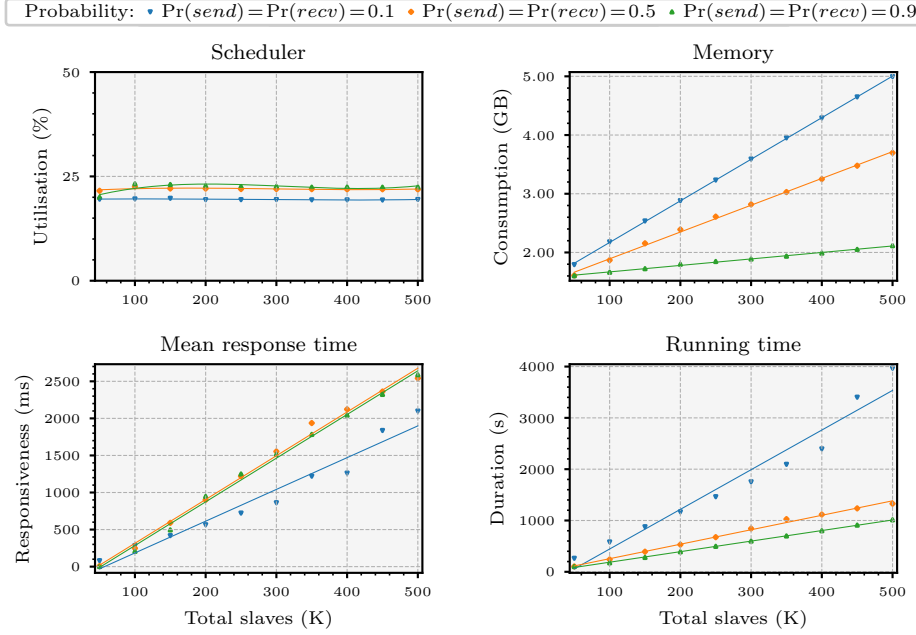 Probability: Pr(send)=Pr(recv)=0.1 Pr(send)=Pr(recv)=0.5 Pr(send)=Pr(recv)=0.9
Scheduler
Utilisation (%)
50
25
0
100 200 300 400 500
Memory
Consumption (GB)
5.00
4.00
3.00
2.00
100 200 300 400 500
Mean response time
Responsiveness (ms)
2500
2000
1500
1000
500
0
100 200 300 400 500
Total slaves (K)
Running time
Duration (s)
4000
3000
2000
1000
0
100 200 300 400 500
Total slaves (K)